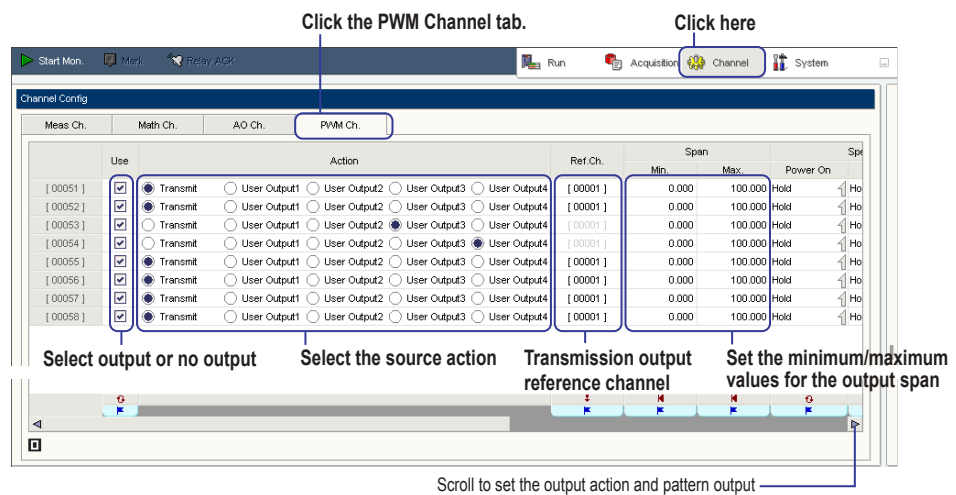 Click the PWM Channel tab. Click here
Start Mon. Mark Relay ACK Run Acquisition Channel System
Channel Config
Meas Ch. Math Ch. AO Ch. PWM Ch.
Use Action Ref.Ch. Span Spe
Min. Max. Power On
[ 00051 ] Transmit User Output1 User Output2 User Output3 User Output4 [ 00001 ] 0.000 100.000 Hold Ho
[ 00052 ] Transmit User Output1 User Output2 User Output3 User Output4 [ 00001 ] 0.000 100.000 Hold Ho
[ 00053 ] Transmit User Output1 User Output2 User Output3 User Output4 [ 00001 ] 0.000 100.000 Hold Ho
[ 00054 ] Transmit User Output1 User Output2 User Output3 User Output4 [ 00001 ] 0.000 100.000 Hold Ho
[ 00055 ] Transmit User Output1 User Output2 User Output3 User Output4 [ 00001 ] 0.000 100.000 Hold Ho
[ 00056 ] Transmit User Output1 User Output2 User Output3 User Output4 [ 00001 ] 0.000 100.000 Hold Ho
[ 00057 ] Transmit User Output1 User Output2 User Output3 User Output4 [ 00001 ] 0.000 100.000 Hold Ho
[ 00058 ] Transmit User Output1 User Output2 User Output3 User Output4 [ 00001 ] 0.000 100.000 Hold Ho
Select output or no output Select the source action Transmission output Set the minimum/maximum
reference channel values for the output span
Scroll to set the output action and pattern output